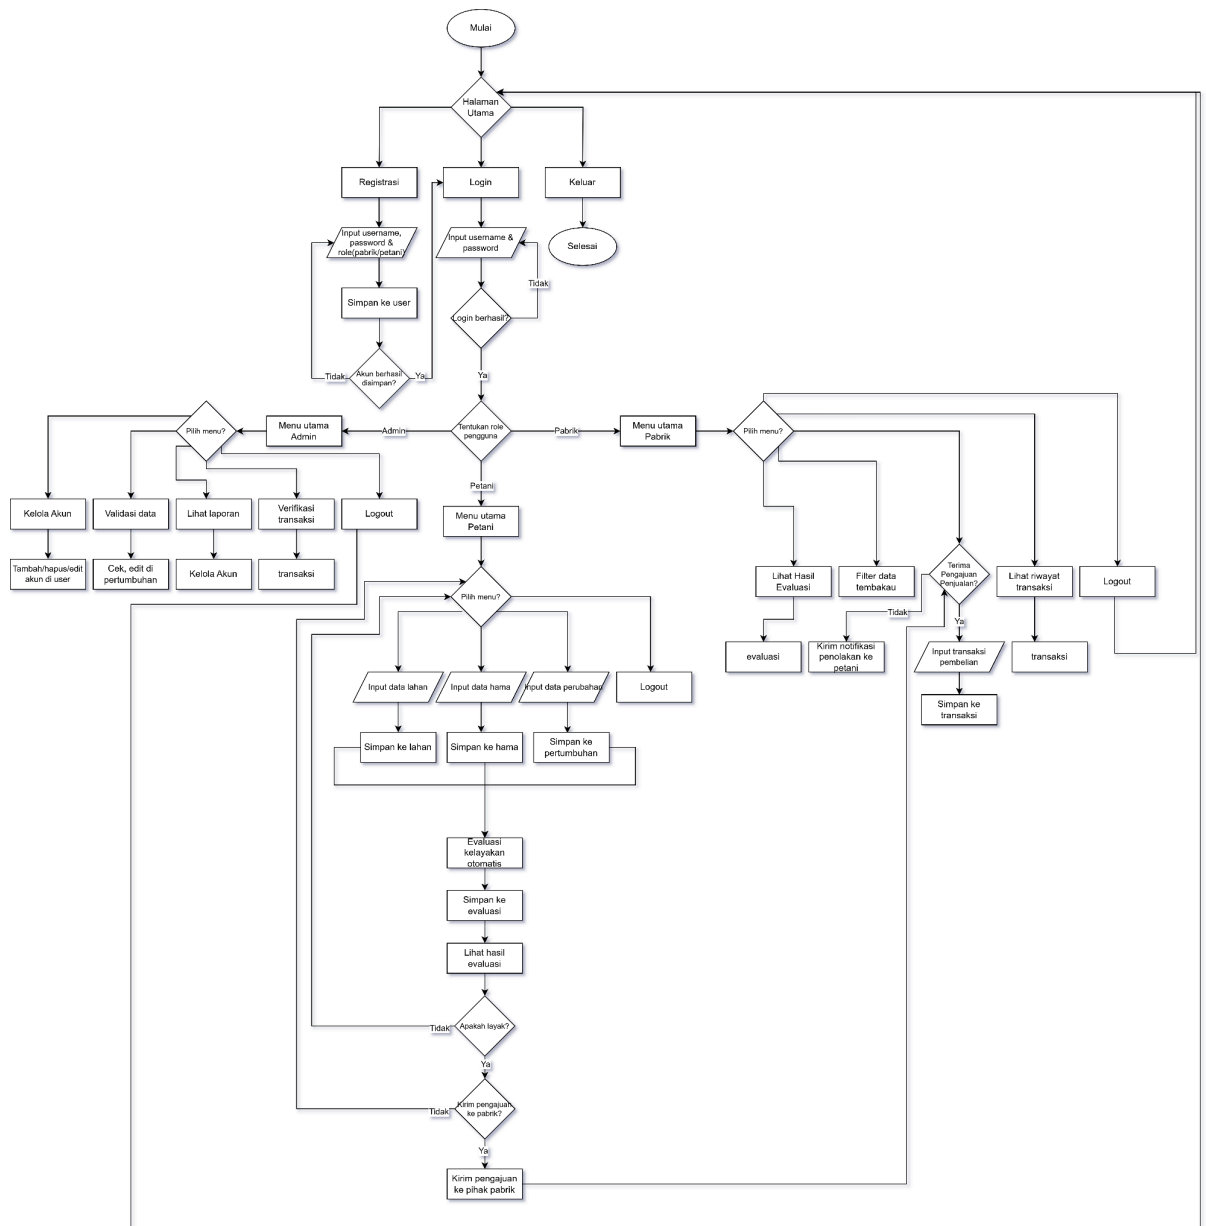 Mulai
Halaman
Utama
Registrasi
Login
Keluar
Input username,
password &
role(pabrik/petani)
Input username &
password
Selesai
Tidak
Simpan ke user
Login berhasil?
Akun berhasil
disimpan?
Tidak
Ya
Ya
Pilih menu?
Menu utama
Admin
Admin
Tentukan role
pengguna
Pabrik
Menu utama
Pabrik
Pilih menu?
Petani
Kelola Akun
Validasi data
Lihat laporan
Verifikasi
transaksi
Logout
Menu utama
Petani
Tambah/hapus/edit
akun di user
Cek, edit di
pertumbuhan
Kelola Akun
transaksi
Pilih menu?
Lihat Hasil
Evaluasi
Filter data
tembakau
Terima
Pengajuan
Penjualan?
Lihat riwayat
transaksi
Logout
Tidak
Ya
evaluasi
Kirim notifikasi
penolakan ke
petani
Input transaksi
pembelian
transaksi
Input data lahan
Input data hama
Input data perubahan
Logout
Simpan ke
transaksi
Simpan ke lahan
Simpan ke hama
Simpan ke
pertumbuhan
Evaluasi
kelayakan
otomatis
Simpan ke
evaluasi
Lihat hasil
evaluasi
Apakah layak?
Tidak
Ya
Kirim pengajuan
ke pabrik?
Tidak
Ya
Kirim pengajuan
ke pihak pabrik